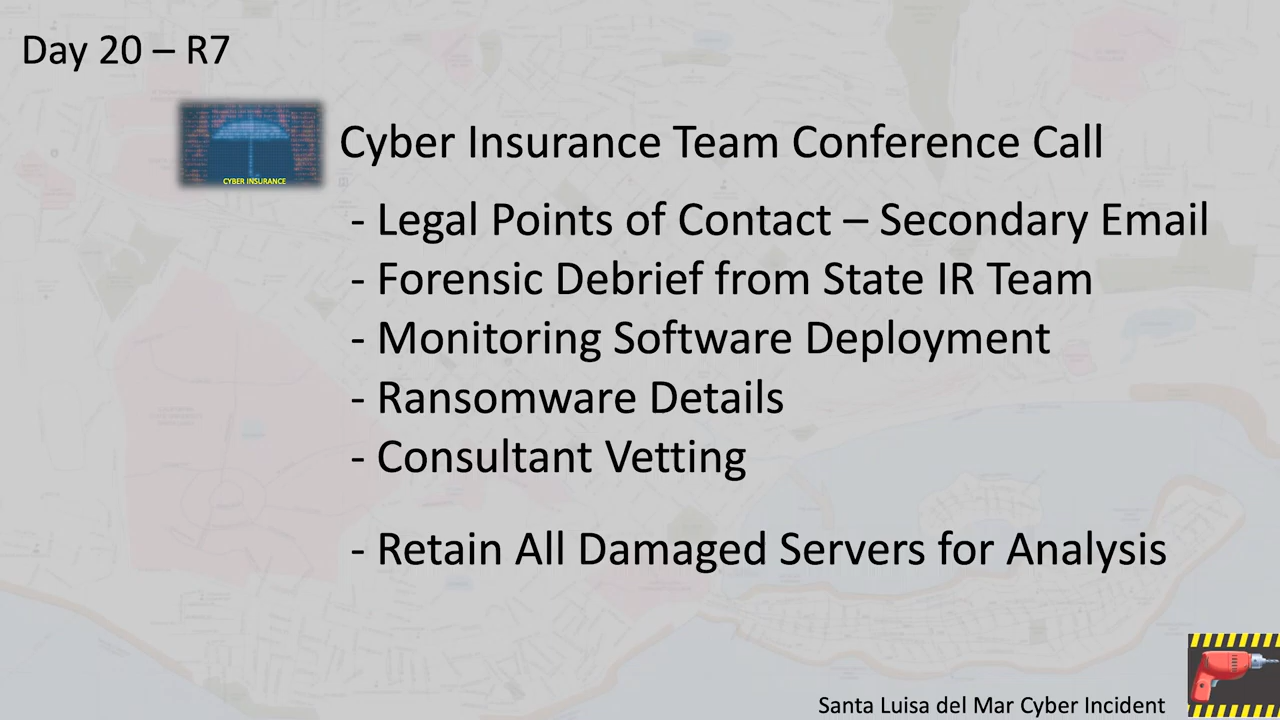 Day 20 – R7
CYBER INSURANCE
Cyber Insurance Team Conference Call
- Legal Points of Contact – Secondary Email
- Forensic Debrief from State IR Team
- Monitoring Software Deployment
- Ransomware Details
- Consultant Vetting
- Retain All Damaged Servers for Analysis
Santa Luisa del Mar Cyber Incident